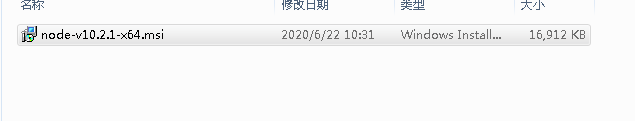 名称 修改日期 类型 大小
node-v10.2.1-x64.msi 2020/6/22 10:31 Windows Install... 16,912 KB